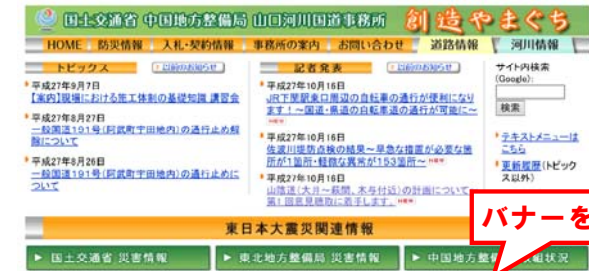 国土交通省 中国地方整備局 山口河川国道事務所 創造やまぐち
HOME 防災情報 入札・契約情報 事務所の案内 お問い合わせ 道路情報 河川情報
トピックス 以前のお知らせ
平成27年9月7日
【案内】現場における施工体制の基礎知識 講習会
平成27年8月27日
一般国道191号(阿武町宇田地内)の通行止め解
除について
平成27年8月26日
一般国道191号(阿武町宇田地内)の通行止めに
ついて
記者発表 以前のお知らせ
平成27年10月16日
JR下関駅東口周辺の自転車の通行が便利になり
ます!~国道・県道の自転車道の通行が可能に~
NEW
平成27年10月16日
佐波川堤防点検の結果~早急な措置が必要な箇
所が1箇所・軽微な異常が153箇所~ NEW
平成27年10月16日
山陰道(大井~萩間、木与付近)の計画について
第1回意見聴取に着手します。 NEW
サイト内検索
(Google):
検索
テキストメニューは
こちら
更新履歴(トピック
ス以外)
東日本大震災関連情報
バナーを
国土交通省 災害情報 東北地方整備局 災害情報 中国地方整備 取組状況